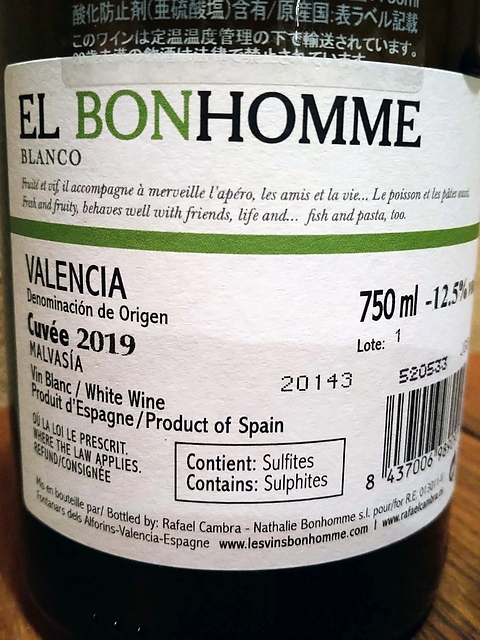 酸化防止剤(亜硫酸塩)含有/原産国:表ラベル記載
このワインは定温温度管理の下で輸送されています。
EL BONHOMME
BLANCO
Fruité et vif, il accompagne à merveille l'apéro, les amis et la vie... Le poisson et les pâtes aussi.
Fresh and fruity, behaves well with friends, life and... fish and pasta, too.
VALENCIA
Denominación de Origen
Cuvée 2019
MALVASÍA
Vin Blanc / White Wine
Produit d'Espagne / Product of Spain
750 ml -12.5%
Lote: 1
20143
520533
OÙ LA LOI LE PRESCRIT.
WHERE THE LAW APPLIES.
REFUND/CONSIGNÉE
Contient: Sulfites
Contains: Sulphites
8 437006
Mis en bouteille par/ Bottled by: Rafael Cambra - Nathalie Bonhomme s.l. pour/for R.E.
Fontanars dels Alforins-Valencia-Espagne www.lesvinsbonhomme.com | www.rafaelcambra.